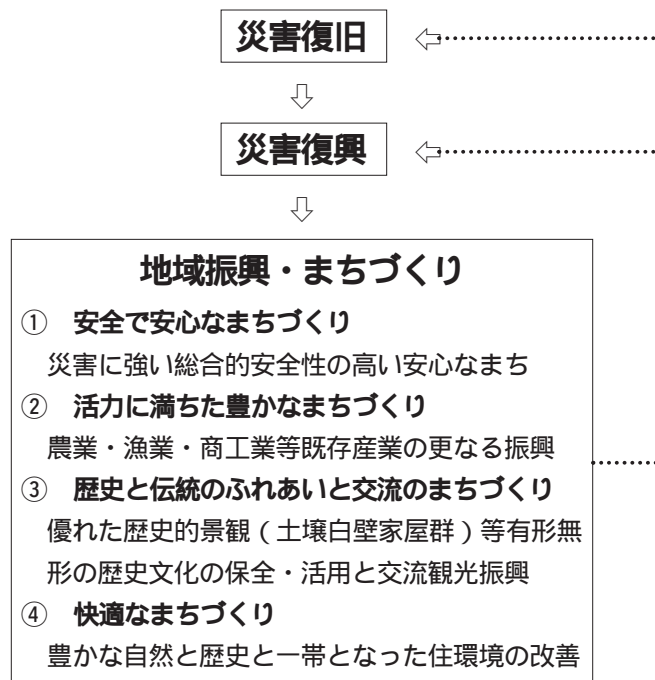 災害復旧
災害復興
地域振興・まちづくり
① 安全で安心なまちづくり
災害に強い総合的安全性の高い安心なまち
② 活力に満ちた豊かなまちづくり
農業・漁業・商工業等既存産業の更なる振興
③ 歴史と伝統のふれあいと交流のまちづくり
優れた歴史的景観(土壌白壁家屋群)等有形無
形の歴史文化の保全・活用と交流観光振興
④ 快適なまちづくり
豊かな自然と歴史と一帯となった住環境の改善